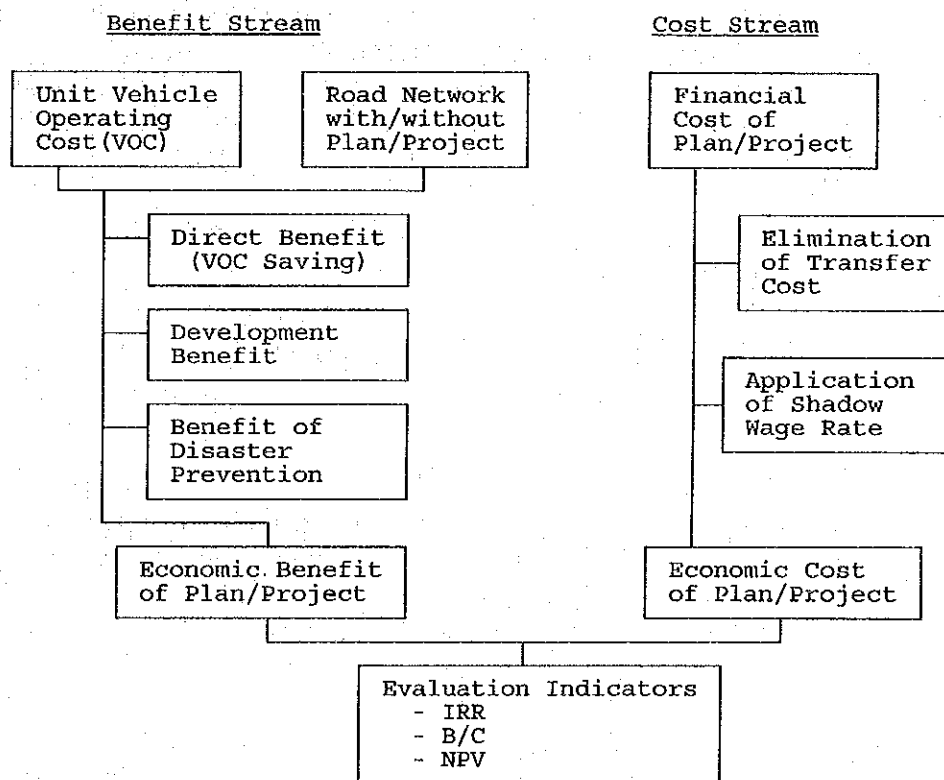 Benefit Stream
Unit Vehicle
Operating
Cost(VOC)
Road Network
with/without
Plan/Project
Direct Benefit
(VOC Saving)
Development
Benefit
Benefit of
Disaster
Prevention
Economic Benefit
of Plan/Project
Cost Stream
Financial
Cost of
Plan/Project
Elimination
of Transfer
Cost
Application
of Shadow
Wage Rate
Economic Cost
of Plan/Project
Evaluation Indicators
- IRR
- B/C
- NPV